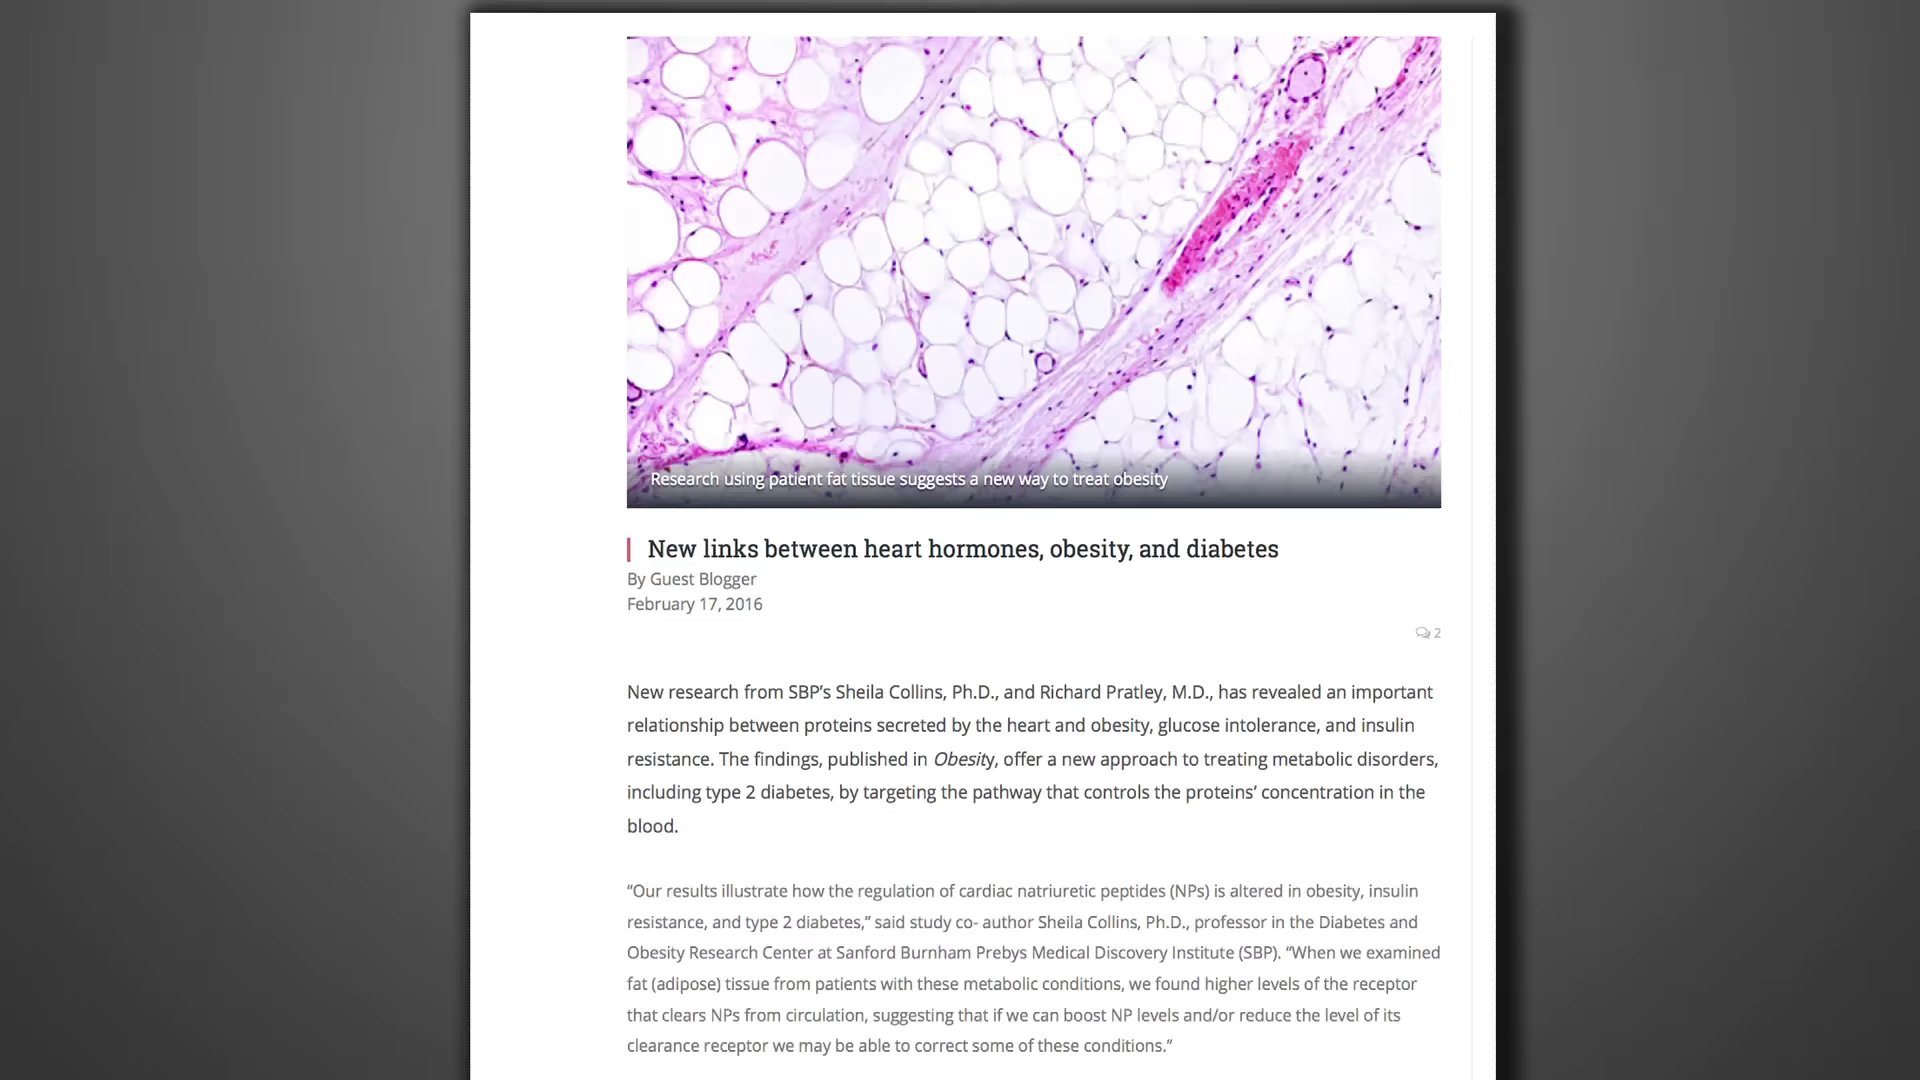 Research using patient fat tissue suggests a new way to treat obesity
New links between heart hormones, obesity, and diabetes
By Guest Blogger
February 17, 2016
2
New research from SBP’s Sheila Collins, Ph.D., and Richard Pratley, M.D., has revealed an important
relationship between proteins secreted by the heart and obesity, glucose intolerance, and insulin
resistance. The findings, published in Obesity, offer a new approach to treating metabolic disorders,
including type 2 diabetes, by targeting the pathway that controls the proteins’ concentration in the
blood.
“Our results illustrate how the regulation of cardiac natriuretic peptides (NPs) is altered in obesity, insulin
resistance, and type 2 diabetes,” said study co- author Sheila Collins, Ph.D., professor in the Diabetes and
Obesity Research Center at Sanford Burnham Prebys Medical Discovery Institute (SBP). “When we examined
fat (adipose) tissue from patients with these metabolic conditions, we found higher levels of the receptor
that clears NPs from circulation, suggesting that if we can boost NP levels and/or reduce the level of its
clearance receptor we may be able to correct some of these conditions.“